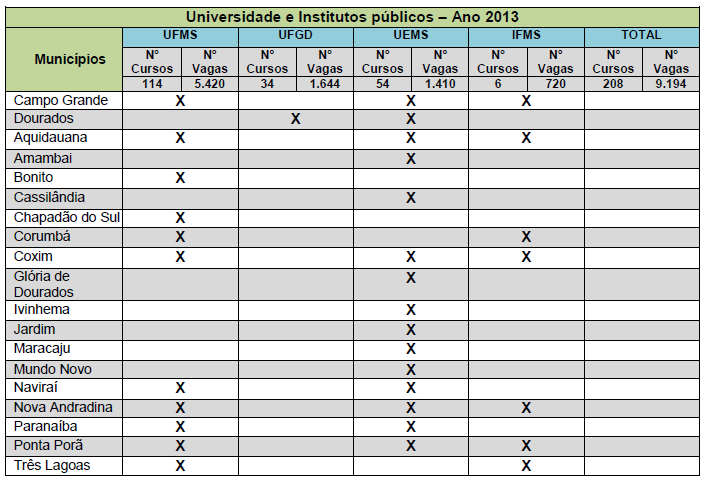 Universidade e Institutos públicos – Ano 2013
Municípios UFMS UFGD UEMS IFMS TOTAL
N° Cursos N° Vagas N° Cursos N° Vagas N° Cursos N° Vagas N° Cursos N° Vagas N° Cursos N° Vagas
114 5.420 34 1.644 54 1.410 6 720 208 9.194
Campo Grande X X X
Dourados X X
Aquidauana X X X
Amambai X
Bonito X
Cassilândia X
Chapadão do Sul X
Corumbá X X
Coxim X X X
Glória de
Dourados X
Ivinhema X
Jardim X
Maracaju X
Mundo Novo X
Naviraí X X
Nova Andradina X X X
Paranaíba X X
Ponta Porã X X X
Três Lagoas X X